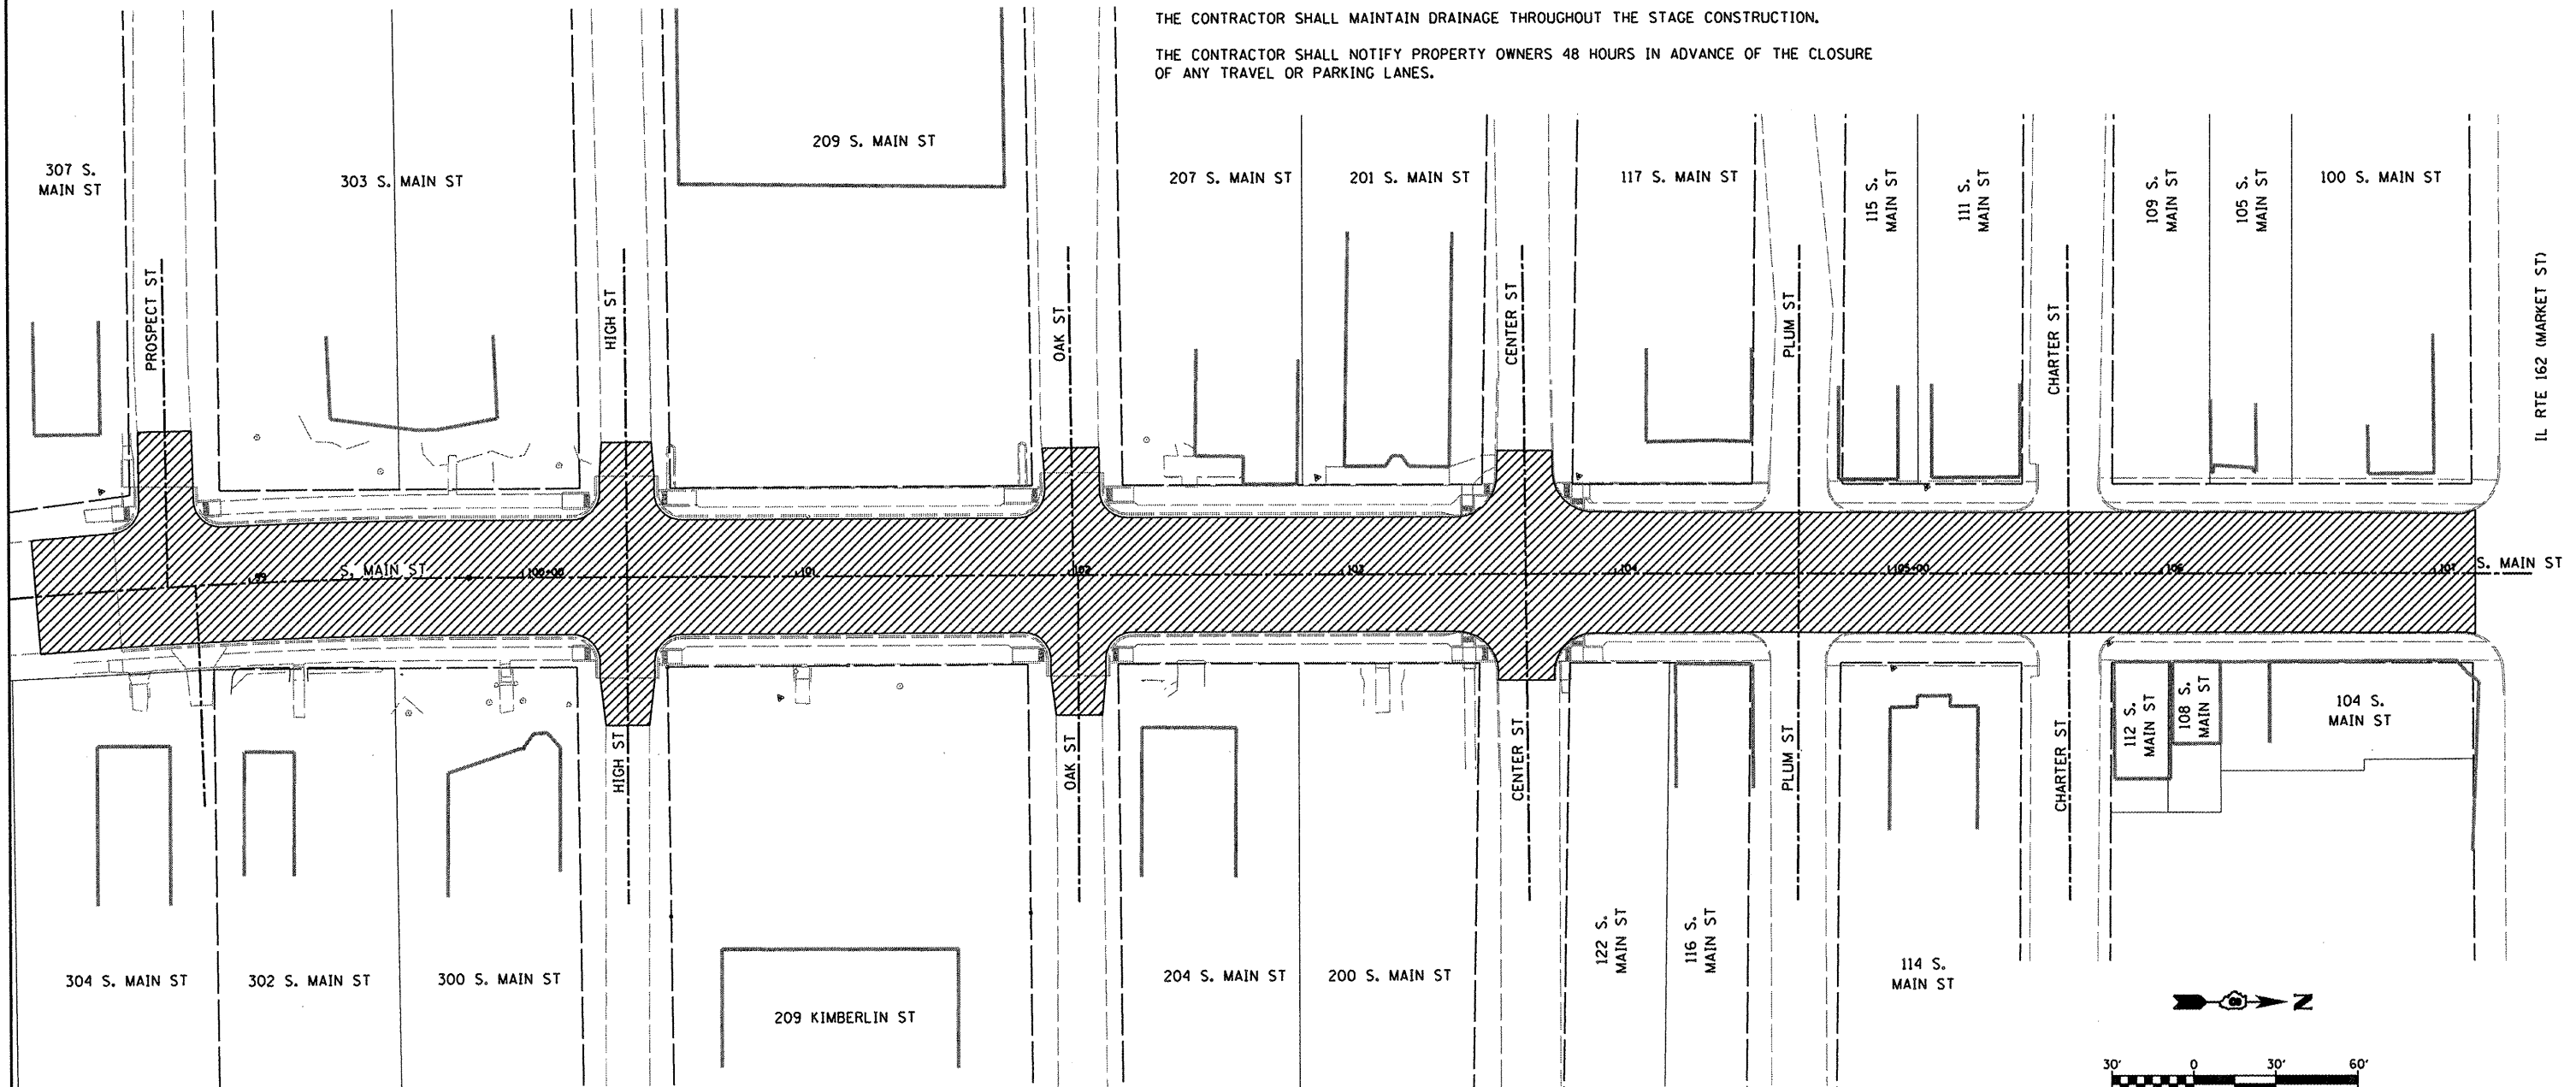 THE CONTRACTOR SHALL MAINTAIN DRAINAGE THROUGHOUT THE STAGE CONSTRUCTION.
THE CONTRACTOR SHALL NOTIFY PROPERTY OWNERS 48 HOURS IN ADVANCE OF THE CLOSURE
OF ANY TRAVEL OR PARKING LANES.
307 S.
MAIN ST
303 S. MAIN ST
209 S. MAIN ST
207 S. MAIN ST
201 S. MAIN ST
117 S. MAIN ST
115 S.
MAIN ST
111 S.
MAIN ST
109 S.
MAIN ST
105 S.
MAIN ST
100 S. MAIN ST
IL RTE 162 (MARKET ST)
PROSPECT ST
HIGH ST
OAK ST
CENTER ST
PLUM ST
CHARTER ST
99
S. MAIN ST
100+00
101
102
103
104
105+00
106
107
S. MAIN ST
HIGH ST
OAK ST
CENTER ST
PLUM ST
CHARTER ST
112 S.
MAIN ST
108 S.
MAIN ST
104 S.
MAIN ST
304 S. MAIN ST
302 S. MAIN ST
300 S. MAIN ST
209 KIMBERLIN ST
204 S. MAIN ST
200 S. MAIN ST
122 S.
MAIN ST
116 S.
MAIN ST
114 S.
MAIN ST
N
30' 0 30' 60'